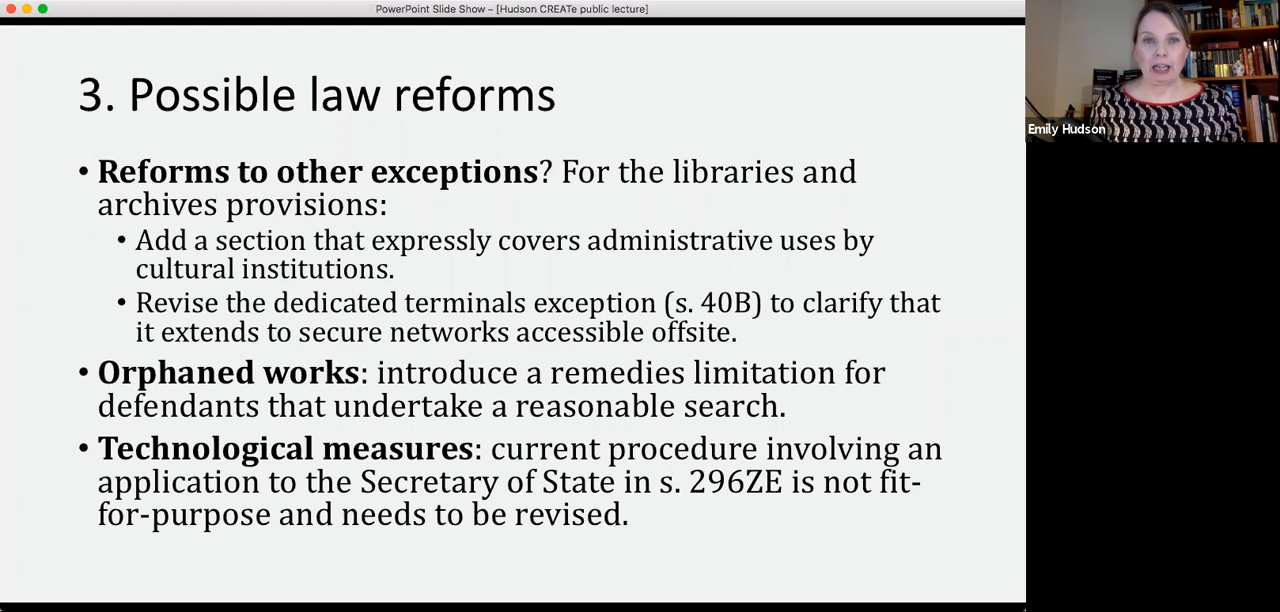 PowerPoint Slide Show – [Hudson CREATe public lecture]
3. Possible law reforms
• Reforms to other exceptions? For the libraries and
archives provisions:
• Add a section that expressly covers administrative uses by
cultural institutions.
• Revise the dedicated terminals exception (s. 40B) to clarify that
it extends to secure networks accessible offsite.
• Orphaned works: introduce a remedies limitation for
defendants that undertake a reasonable search.
• Technological measures: current procedure involving an
application to the Secretary of State in s. 296ZE is not fit-
for-purpose and needs to be revised.
Emily Hudson